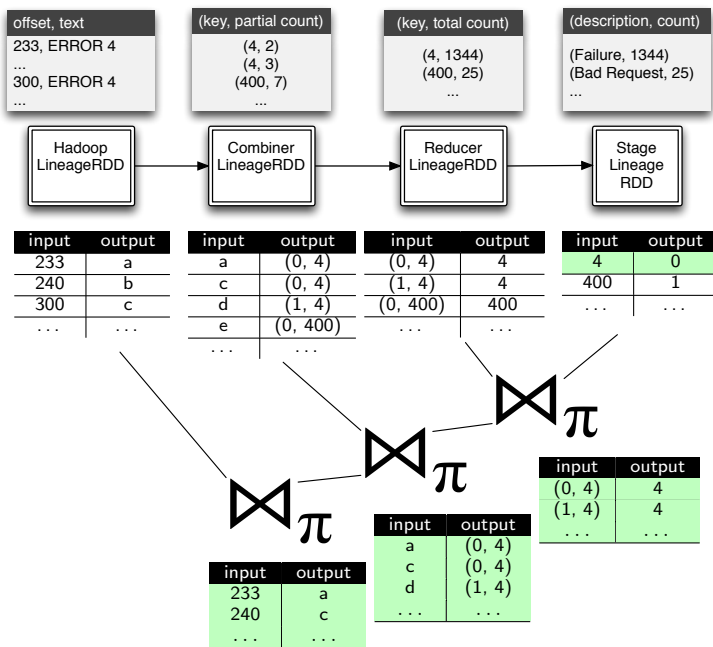 offset, text
233, ERROR 4
...
300, ERROR 4
...
(key, partial count)
(4, 2)
(4, 3)
(400, 7)
...
(key, total count)
(4, 1344)
(400, 25)
...
(description, count)
(Failure, 1344)
(Bad Request, 25)
...
Hadoop
LineageRDD
Combiner
LineageRDD
Reducer
LineageRDD
Stage
Lineage
RDD
input output
233 a
240 b
300 c
. . . . . .
input output
a (0, 4)
c (0, 4)
d (1, 4)
e (0, 400)
. . . . . .
input output
(0, 4) 4
(1, 4) 4
(0, 400) 400
. . . . . .
input output
4 0
400 1
. . . . . .
⋈π
⋈π
⋈π
input output
(0, 4) 4
(1, 4) 4
. . . . . .
input output
a (0, 4)
c (0, 4)
d (1, 4)
. . . . . .
input output
233 a
240 c
. . . . . .